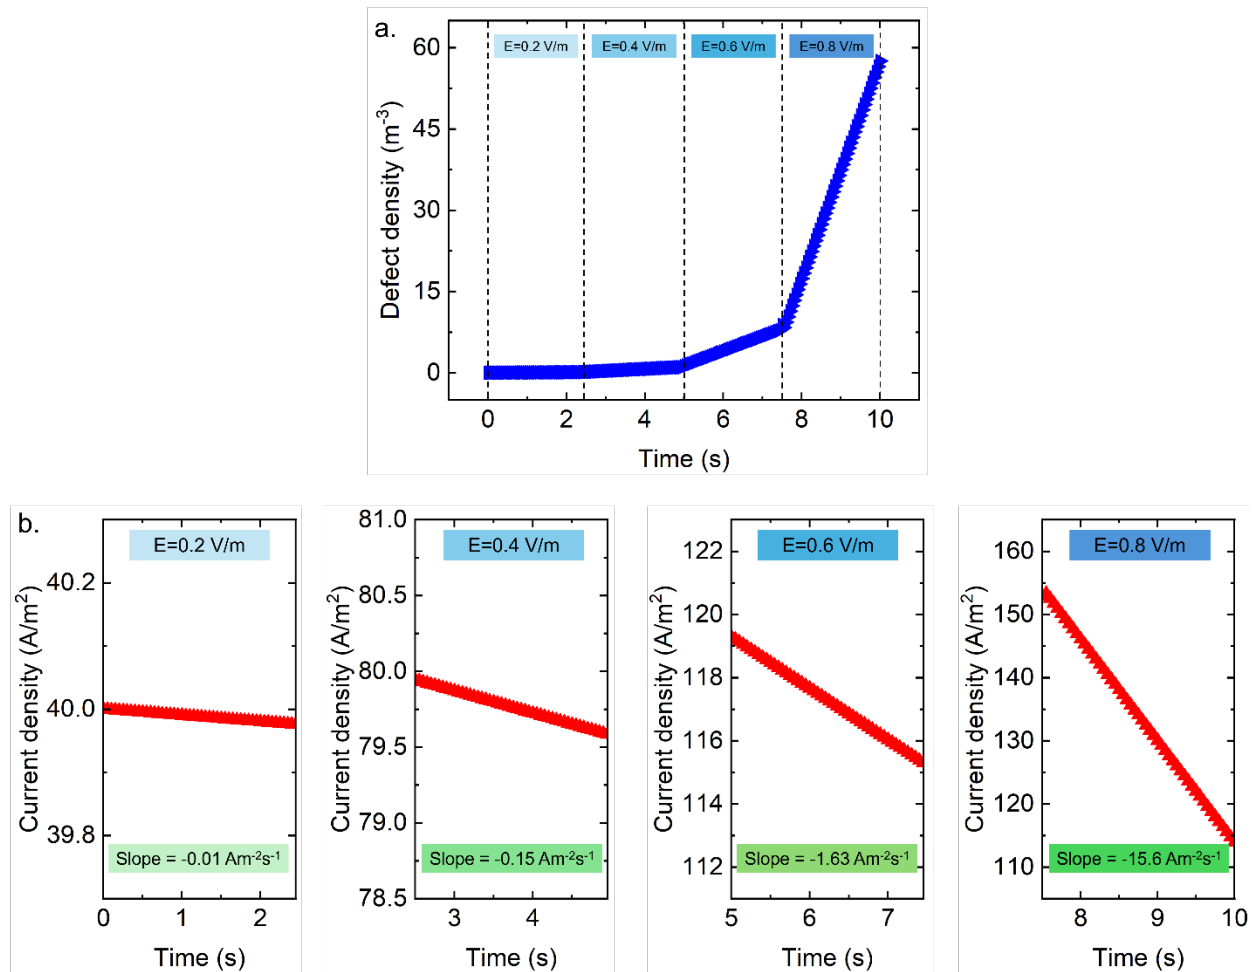 a.
E=0.2 V/m E=0.4 V/m E=0.6 V/m E=0.8 V/m
Defect density (m⁻³)
60
45
30
15
0
0 2 4 6 8 10
Time (s)
b.
E=0.2 V/m
Current density (A/m²)
40.2
40.0
39.8
Slope = -0.01 Am⁻²s⁻¹
0 1 2
Time (s)
E=0.4 V/m
Current density (A/m²)
81.0
80.5
80.0
79.5
79.0
78.5
Slope = -0.15 Am⁻²s⁻¹
3 4
Time (s)
E=0.6 V/m
Current density (A/m²)
122
120
118
116
114
112
Slope = -1.63 Am⁻²s⁻¹
5 6 7
Time (s)
E=0.8 V/m
Current density (A/m²)
160
150
140
130
120
110
Slope = -15.6 Am⁻²s⁻¹
8 9 10
Time (s)